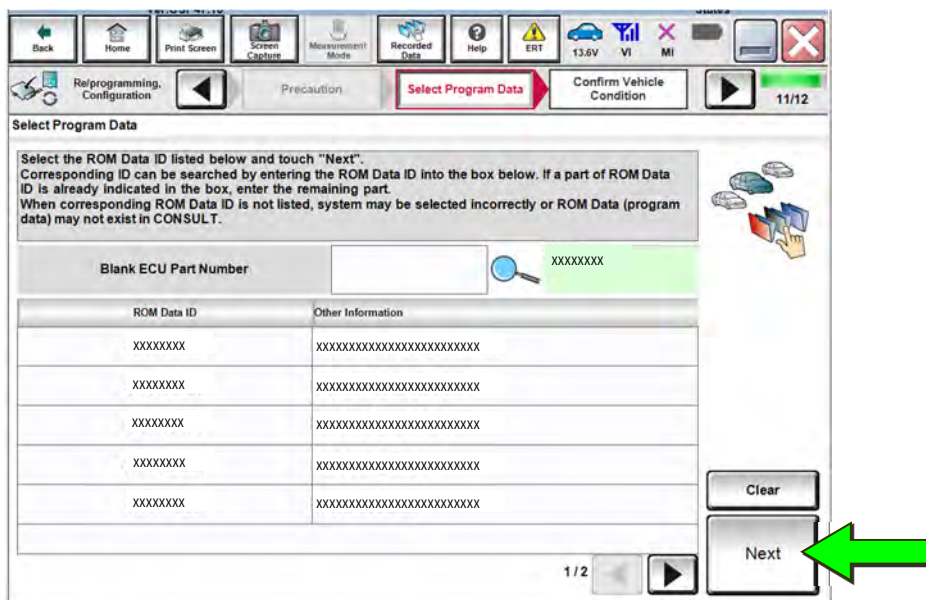 Back
Home
Print Screen
Screen
Capture
Measurement
Mode
Recorded
Data
Help
ERT
13.6V
VI
MI
Re/programming,
Configuration
Precaution
Select Program Data
Confirm Vehicle
Condition
11/12
Select Program Data
Select the ROM Data ID listed below and touch "Next".
Corresponding ID can be searched by entering the ROM Data ID into the box below. If a part of ROM Data
ID is already indicated in the box, enter the remaining part.
When corresponding ROM Data ID is not listed, system may be selected incorrectly or ROM Data (program
data) may not exist in CONSULT.
Blank ECU Part Number
XXXXXXXX
ROM Data ID
Other Information
XXXXXXXX
XXXXXXXXXXXXXXXXXXXXXXXXX
XXXXXXXX
XXXXXXXXXXXXXXXXXXXXXXXXX
XXXXXXXX
XXXXXXXXXXXXXXXXXXXXXXXXX
XXXXXXXX
XXXXXXXXXXXXXXXXXXXXXXXXX
XXXXXXXX
XXXXXXXXXXXXXXXXXXXXXXXXX
Clear
Next
1/2